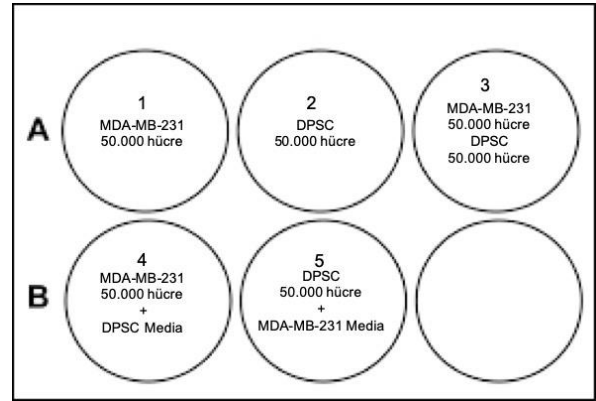 A
1
MDA-MB-231
50.000 hücre
2
DPSC
50.000 hücre
3
MDA-MB-231
50.000 hücre
DPSC
50.000 hücre
B
4
MDA-MB-231
50.000 hücre
+
DPSC Media
5
DPSC
50.000 hücre
+
MDA-MB-231 Media